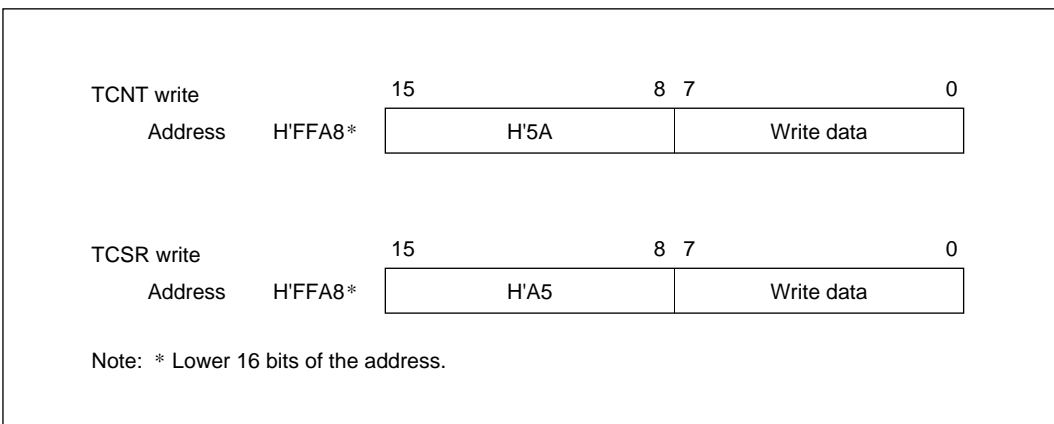 TCNT write 15 8 7 0
Address H'FFA8* H'5A Write data
TCSR write 15 8 7 0
Address H'FFA8* H'A5 Write data
Note: * Lower 16 bits of the address.